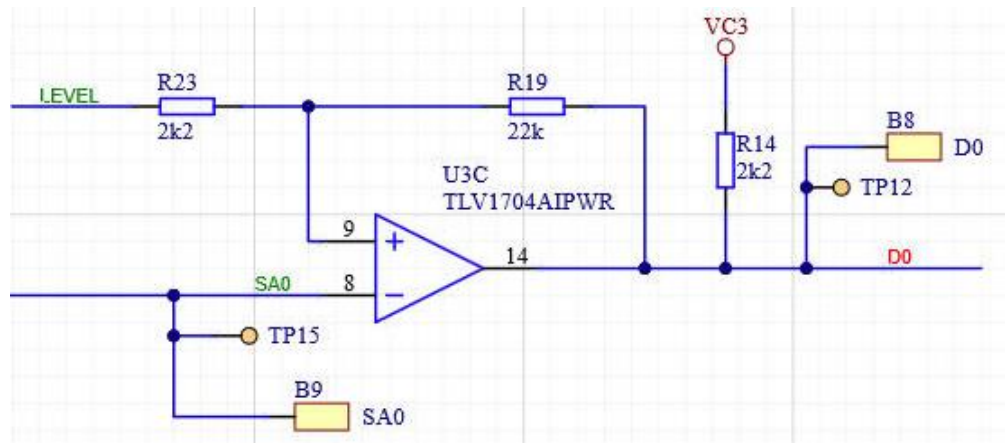 VC3
R23
R19
LEVEL
2k2
22k
B8
D0
R14
2k2
TP12
U3C
TLV1704AIPWR
9
+
14
D0
SA0
8
−
TP15
B9
SA0